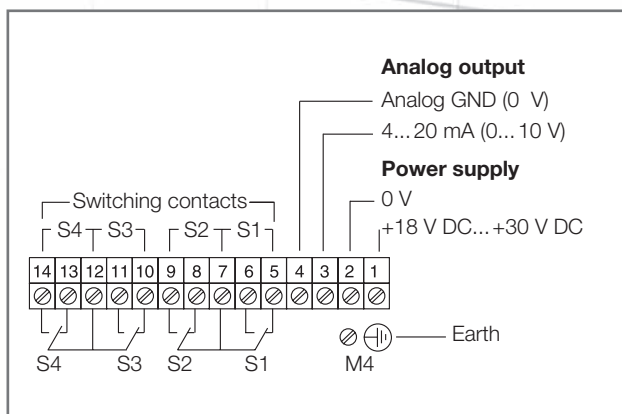 Analog output
Analog GND (0 V)
4... 20 mA (0... 10 V)
Power supply
0 V
+18 V DC... +30 V DC
Switching contacts
S4 S3 S2 S1
14 13 12 11 10 9 8 7 6 5 4 3 2 1
Earth
S4 S3 S2 S1 M4